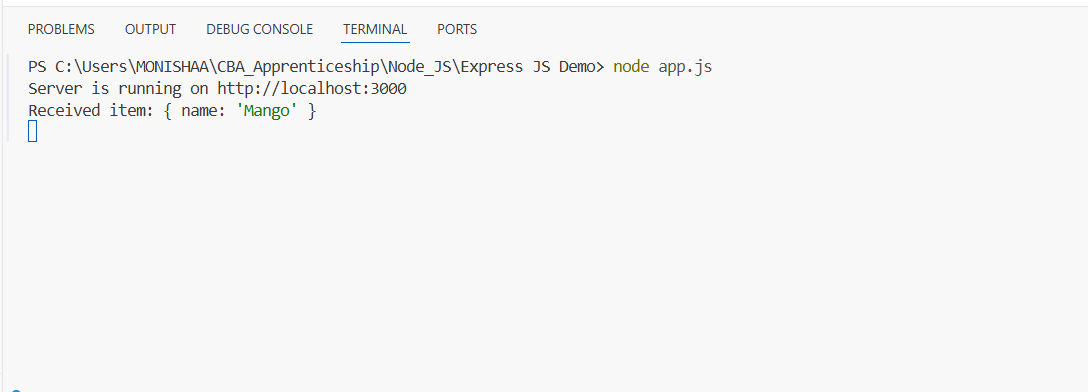 PROBLEMS OUTPUT DEBUG CONSOLE TERMINAL PORTS
PS C:\Users\MONISHAA\CBA_Apprenticeship\Node_JS\Express JS Demo> node app.js
Server is running on http://localhost:3000
Received item: { name: 'Mango' }